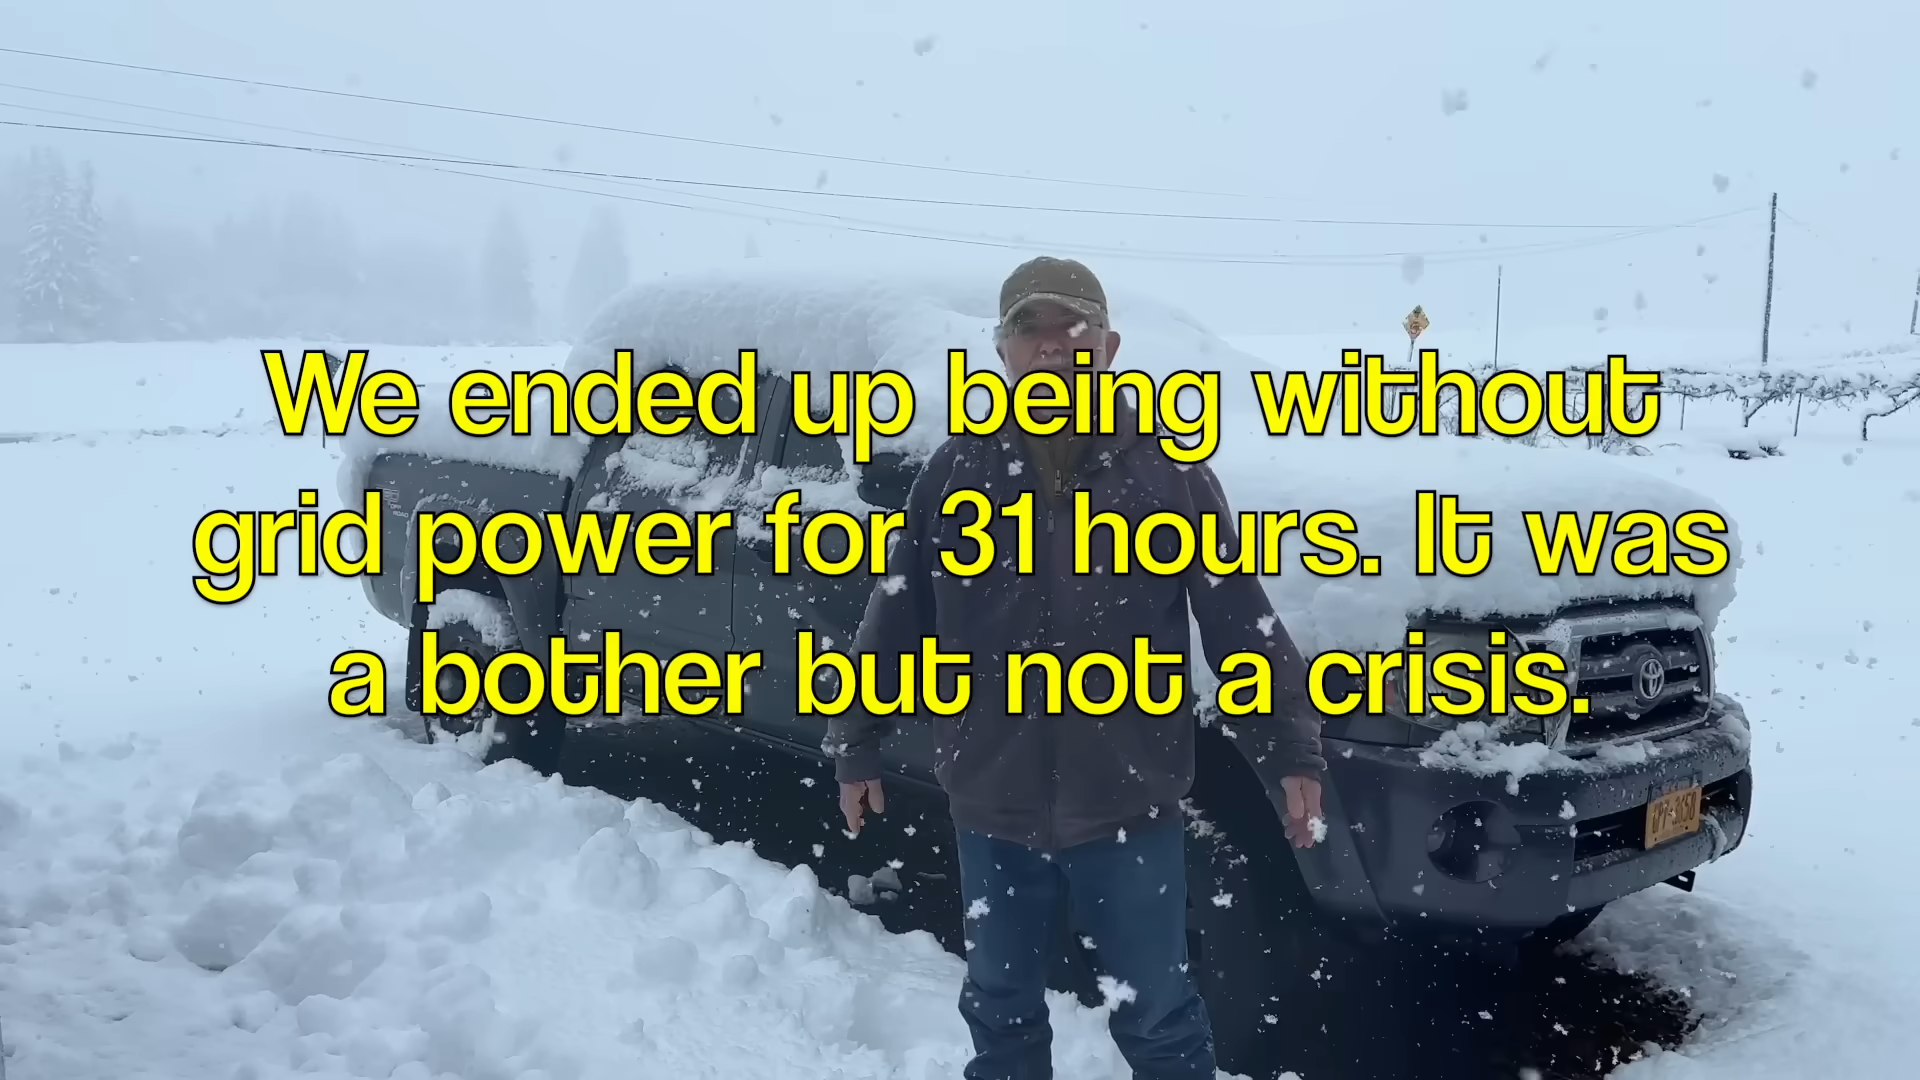 We ended up being without
grid power for 31 hours. It was
a bother but not a crisis.